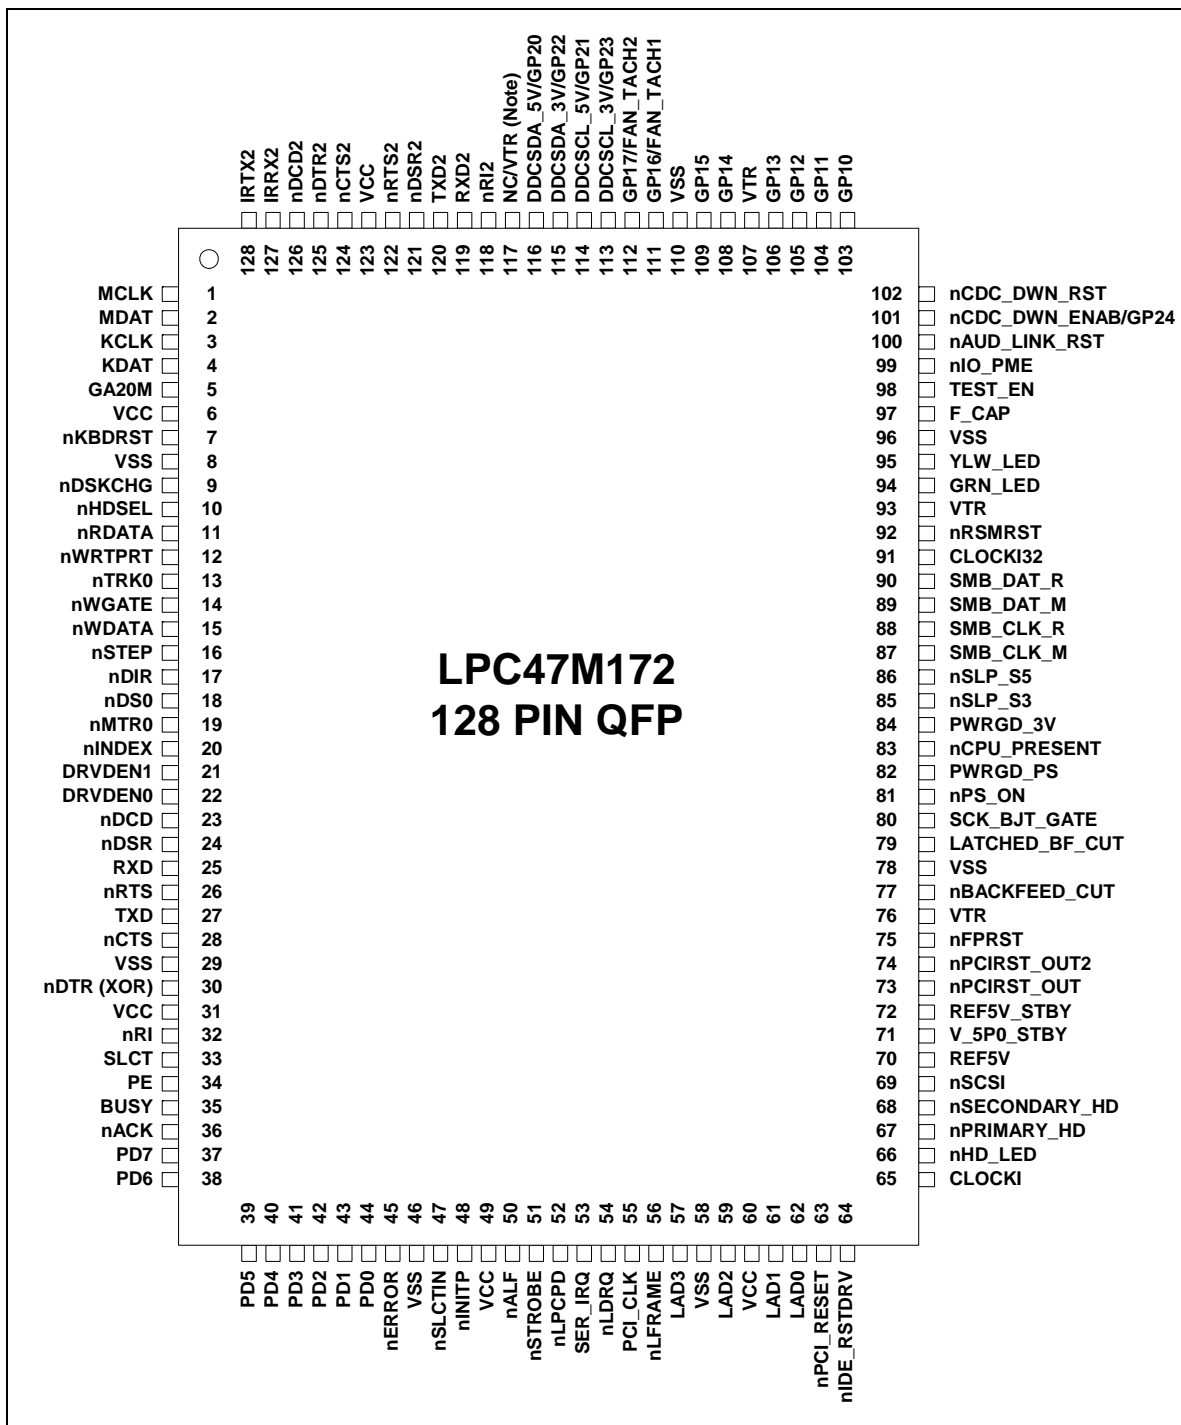 IRTX2
IRRX2
nDCD2
nDTR2
nCTS2
VCC
nRTS2
nDSR2
TXD2
RXD2
nRI2
NC/VTR (Note)
DDCSDA_5V/GP20
DDCSDA_3V/GP22
DDCSCL_5V/GP21
DDCSCL_3V/GP23
GP17/FAN_TACH2
GP16/FAN_TACH1
VSS
GP15
GP14
VTR
GP13
GP12
GP11
GP10
128
127
126
125
124
123
122
121
120
119
118
117
116
115
114
113
112
111
110
109
108
107
106
105
104
103
MCLK 1 102 nCDC_DWN_RST
MDAT 2 101 nCDC_DWN_ENAB/GP24
KCLK 3 100 nAUD_LINK_RST
KDAT 4 99 nIO_PME
GA20M 5 98 TEST_EN
VCC 6 97 F_CAP
nKBDRST 7 96 VSS
VSS 8 95 YLW_LED
nDSKCHG 9 94 GRN_LED
nHDSEL 10 93 VTR
nRDATA 11 92 nRSMRST
nWRTPRT 12 91 CLOCKI32
nTRK0 13 90 SMB_DAT_R
nWGATE 14 89 SMB_DAT_M
nWDATA 15 88 SMB_CLK_R
nSTEP 16 87 SMB_CLK_M
nDIR 17 86 nSLP_S5
nDS0 18 85 nSLP_S3
nMTR0 19 84 PWRGD_3V
nINDEX 20 83 nCPU_PRESENT
DRVDEN1 21 82 PWRGD_PS
DRVDEN0 22 81 nPS_ON
nDCD 23 80 SCK_BJT_GATE
nDSR 24 79 LATCHED_BF_CUT
RXD 25 78 VSS
nRTS 26 77 nBACKFEED_CUT
TXD 27 76 VTR
nCTS 28 75 nFPRST
VSS 29 74 nPCIRST_OUT2
nDTR (XOR) 30 73 nPCIRST_OUT
VCC 31 72 REF5V_STBY
nRI 32 71 V_5P0_STBY
SLCT 33 70 REF5V
PE 34 69 nSCSI
BUSY 35 68 nSECONDARY_HD
nACK 36 67 nPRIMARY_HD
PD7 37 66 nHD_LED
PD6 38 65 CLOCKI
LPC47M172
128 PIN QFP
39
40
41
42
43
44
45
46
47
48
49
50
51
52
53
54
55
56
57
58
59
60
61
62
63
64
PD5
PD4
PD3
PD2
PD1
PD0
nERROR
VSS
nSLCTIN
nINITP
VCC
nALF
nSTROBE
nLPCPD
SER_IRQ
nLDRQ
PCI_CLK
nLFRAME
LAD3
VSS
LAD2
VCC
LAD1
LAD0
nPCI_RESET
nIDE_RSTDRV